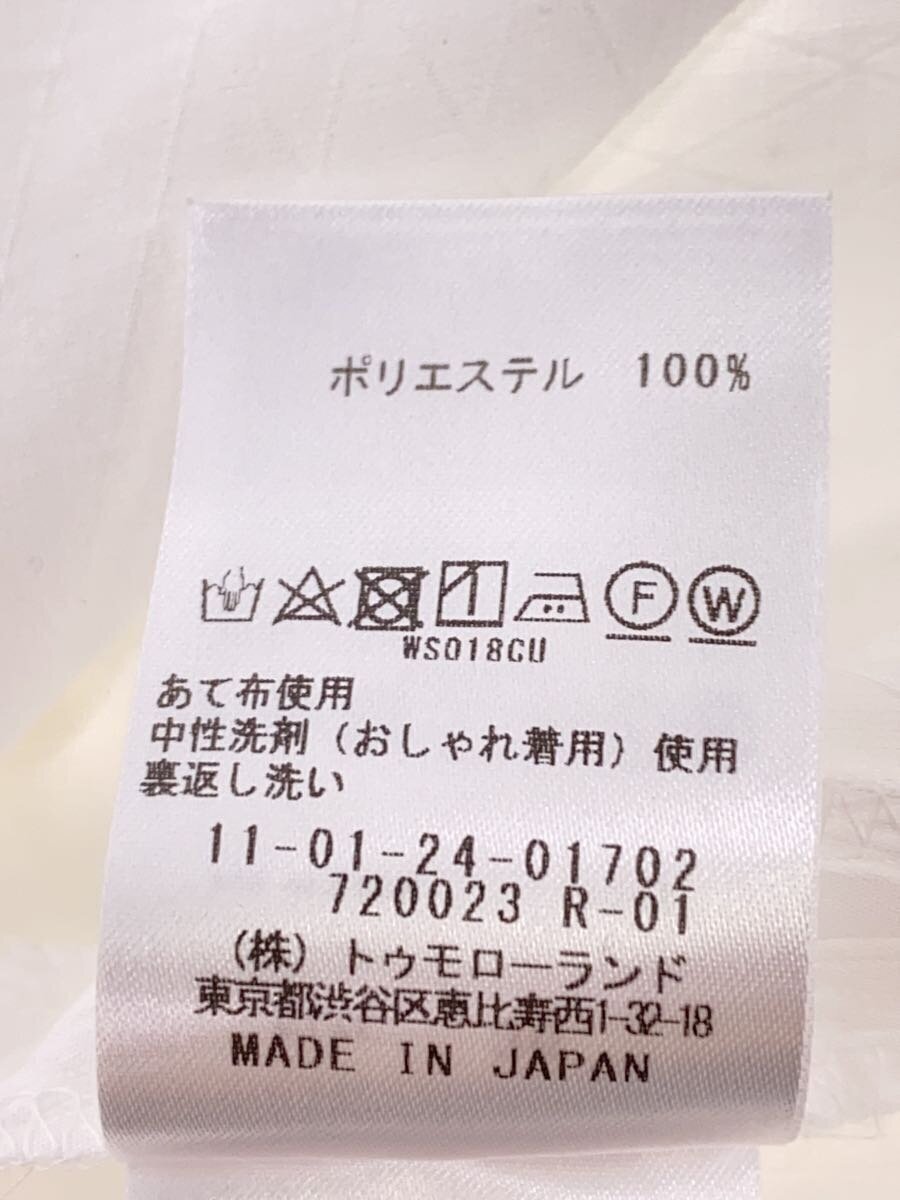 ポリエステル 100%
F W
WS018CU
あて布使用
中性洗剤（おしゃれ着用）使用
裏返し洗い
11-01-24-01702
720023 R-01
（株）トゥモローランド
東京都渋谷区恵比寿西1-32-18
MADE IN JAPAN